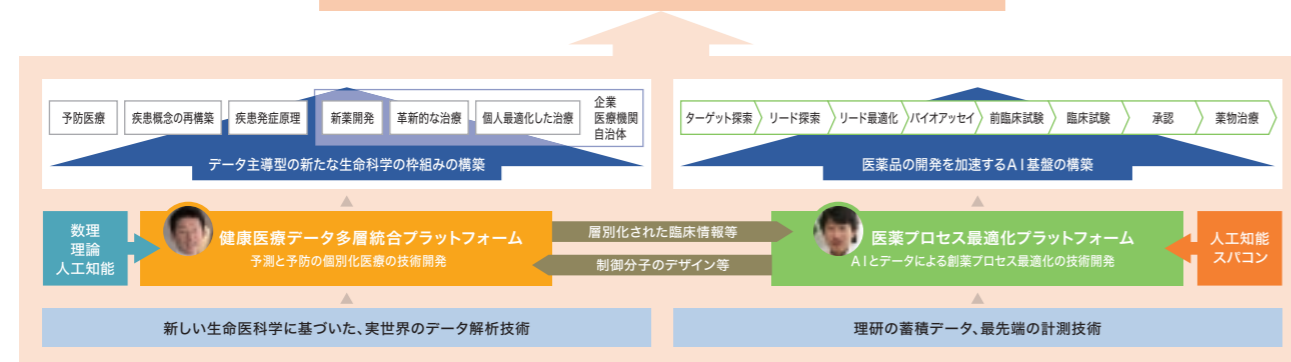 予防医療
疾患概念の再構築
疾患発症原理
新薬開発
革新的な治療
個人最適化した治療
企業
医療機関
自治体
データ主導型の新たな生命科学の枠組みの構築
ターゲット探索
リード探索
リード最適化
バイオアッセイ
前臨床試験
臨床試験
承認
薬物治療
医薬品の開発を加速するAI基盤の構築
数理
理論
人工知能
健康医療データ多層統合プラットフォーム
予測と予防の個別化医療の技術開発
層別化された臨床情報等
制御分子のデザイン等
医薬プロセス最適化プラットフォーム
AIとデータによる創薬プロセス最適化の技術開発
人工知能
スパコン
新しい生命医科学に基づいた、実世界のデータ解析技術
理研の蓄積データ、最先端の計測技術